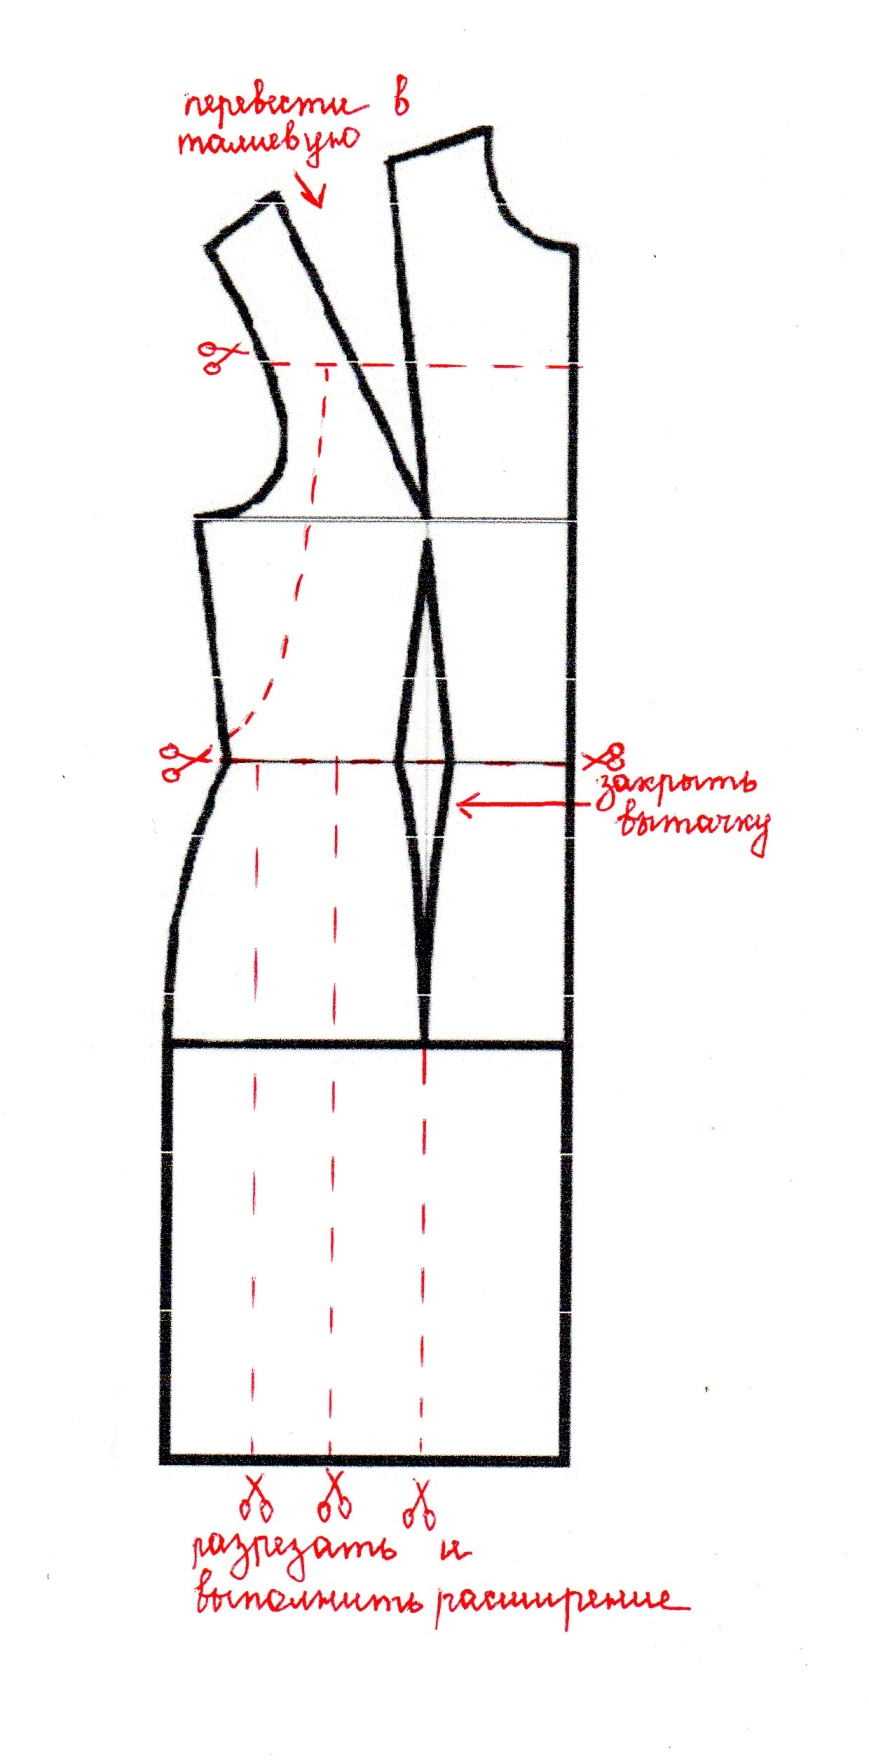 перевести в
талиевую
закрыть
вытачку
разрезать и
выполнить расширение